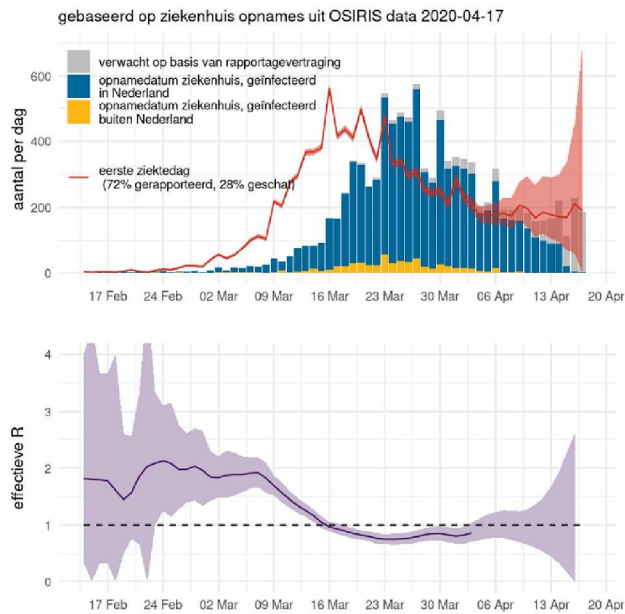 gebaseerd op ziekenhuis opnames uit OSIRIS data 2020-04-17
aantal per dag
600
400
200
0
verwacht op basis van rapportagevertraging
opnamedatum ziekenhuis, geïnfecteerd
in Nederland
opnamedatum ziekenhuis, geïnfecteerd
buiten Nederland
eerste ziektedag
(72% gerapporteerd, 28% geschat)
17 Feb 24 Feb 02 Mar 09 Mar 16 Mar 23 Mar 30 Mar 06 Apr 13 Apr 20 Apr
effectieve R
4
3
2
1
0
17 Feb 24 Feb 02 Mar 09 Mar 16 Mar 23 Mar 30 Mar 06 Apr 13 Apr 20 Apr